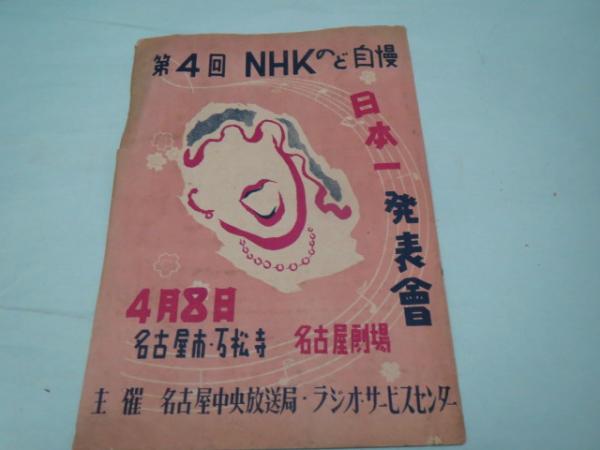 第4回 NHKのど自慢
日本一発表會
4月8日
名古屋市・万松寺 名古屋劇場
主催 名古屋中央放送局・ラジオ・サービスセンター